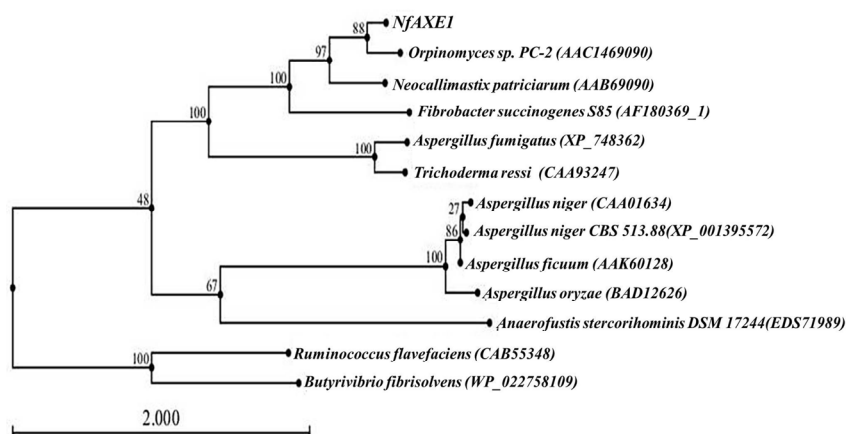 NfAXE1
88
Orpinomyces sp. PC-2 (AAC1469090)
97
Neocallimastix patriciarum (AAB69090)
100
Fibrobacter succinogenes S85 (AF180369_1)
100
Aspergillus fumigatus (XP_748362)
100
Trichoderma ressi (CAA93247)
48
Aspergillus niger (CAA01634)
27
Aspergillus niger CBS 513.88(XP_001395572)
86
Aspergillus ficuum (AAK60128)
100
67
Aspergillus oryzae (BAD12626)
Anaerofustis stercorihominis DSM 17244(EDS71989)
100
Ruminococcus flavefaciens (CAB55348)
Butyrivibrio fibrisolvens (WP_022758109)
2.000